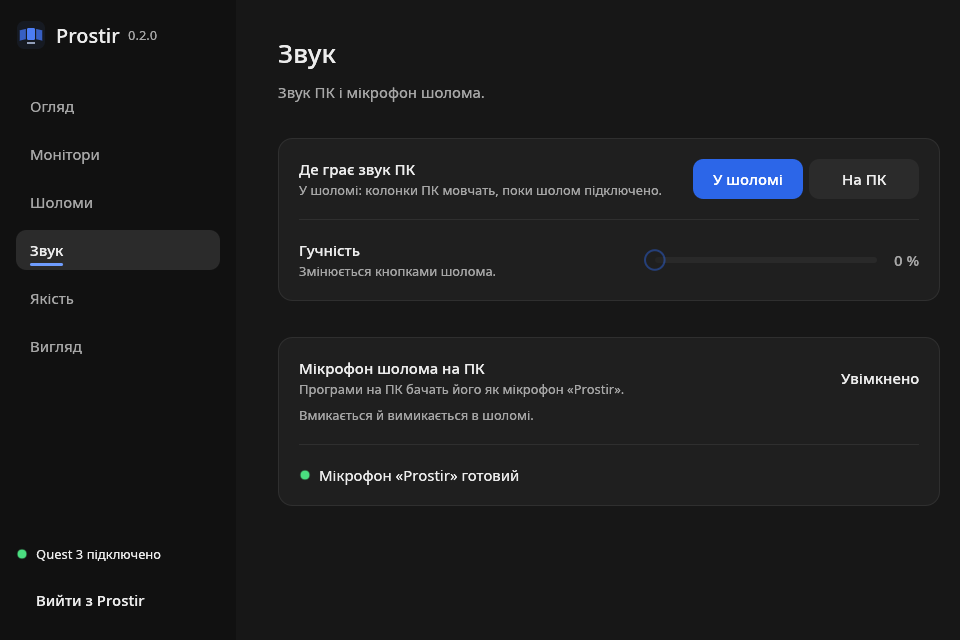 Prostir 0.2.0
Огляд
Монітори
Шоломи
Звук
Якість
Вигляд
Quest 3 підключено
Вийти з Prostir
Звук
Звук ПК і мікрофон шолома.
Де грає звук ПК
У шоломі: колонки ПК мовчать, поки шолом підключено.
У шоломі
На ПК
Гучність
Змінюється кнопками шолома.
0 %
Мікрофон шолома на ПК
Програми на ПК бачать його як мікрофон «Prostir».
Вмикається й вимикається в шоломі.
Увімкнено
Мікрофон «Prostir» готовий